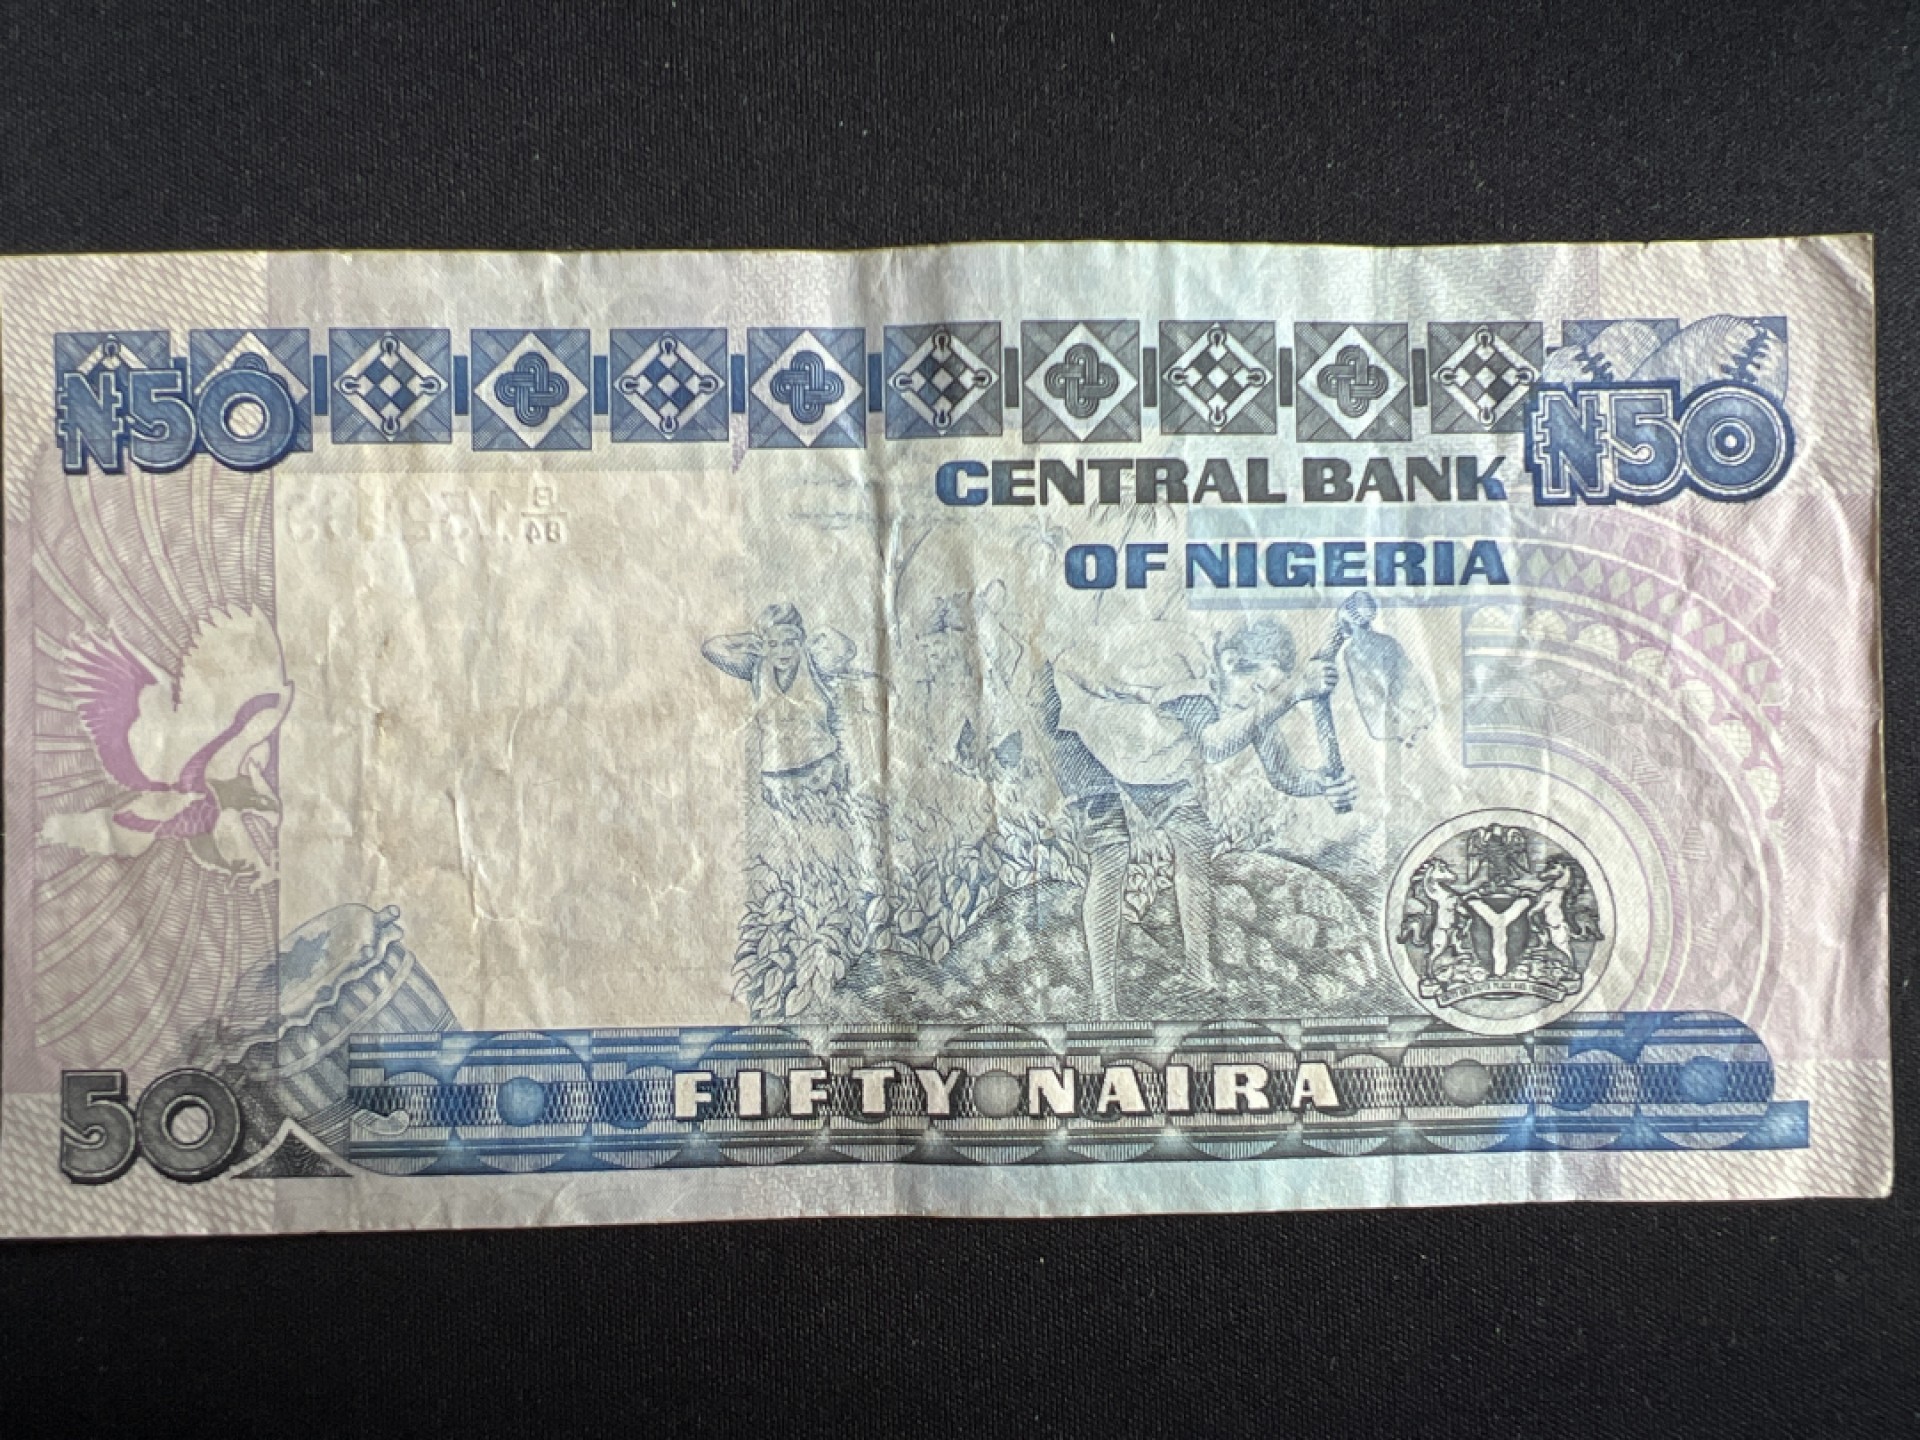 ₦50
₦50
CENTRAL BANK
OF NIGERIA
50
FIFTY NAIRA